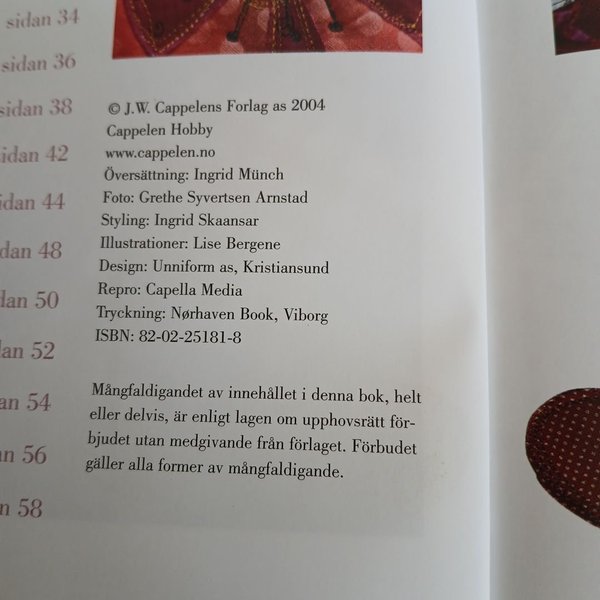 sidan 34
sidan 36
sidan 38
sidan 42
sidan 44
sidan 48
sidan 50
sidan 52
sidan 54
sidan 56
58
© J.W. Cappelens Forlag as 2004
Cappelen Hobby
www.cappelen.no
Översättning: Ingrid Münch
Foto: Grethe Syvertsen Arnstad
Styling: Ingrid Skaansar
Illustrationer: Lise Bergene
Design: Unniform as, Kristiansund
Repro: Capella Media
Tryckning: Nørhaven Book, Viborg
ISBN: 82-02-25181-8
Mångfaldigandet av innehållet i denna bok, helt
eller delvis, är enligt lagen om upphovsrätt för-
bjudet utan medgivande från förlaget. Förbudet
gäller alla former av mångfaldigande.